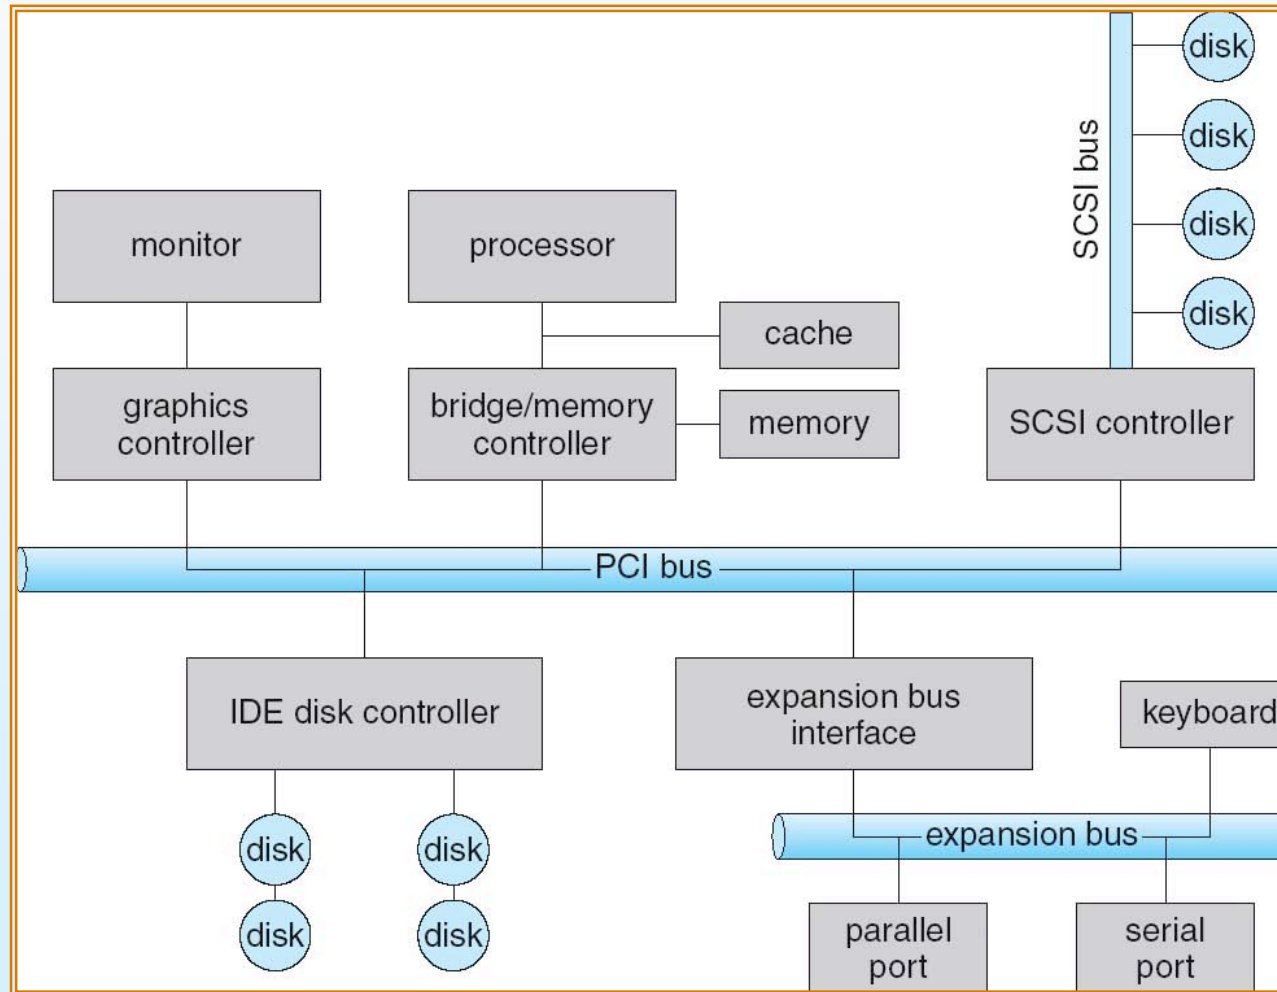 disk
disk
SCSI bus
disk
disk
monitor
processor
cache
graphics
controller
bridge/memory
controller
memory
SCSI controller
PCI bus
IDE disk controller
expansion bus
interface
keyboard
disk
disk
expansion bus
disk
disk
parallel
port
serial
port